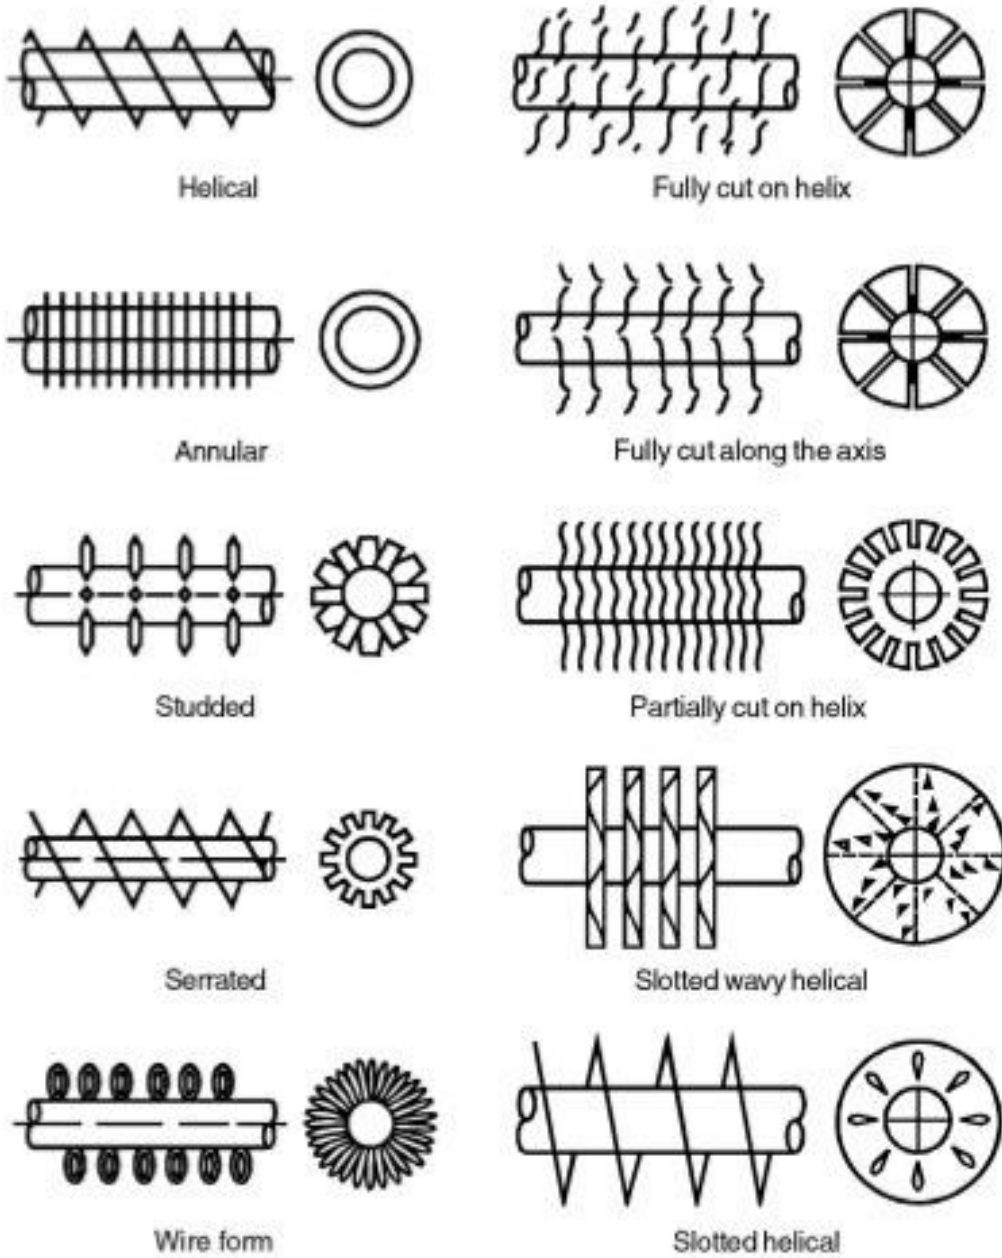 Helical
Fully cut on helix
Annular
Fully cut along the axis
Studded
Partially cut on helix
Serrated
Slotted wavy helical
Wire form
Slotted helical